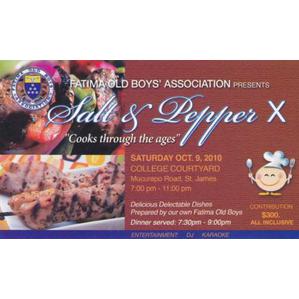 FATIMA OLD BOYS' ASSOCIATION PRESENTS
Salt & Pepper X
"Cooks through the ages"
SATURDAY OCT. 9, 2010
COLLEGE COURTYARD
Mucurapo Road, St. James
7:00 pm - 11:00 pm
Delicious Delectable Dishes
Prepared by our own Fatima Old Boys
Dinner served: 7:30pm - 9:00pm
CONTRIBUTION
$300.
ALL INCLUSIVE
ENTERTAINMENT: DJ KARAOKE